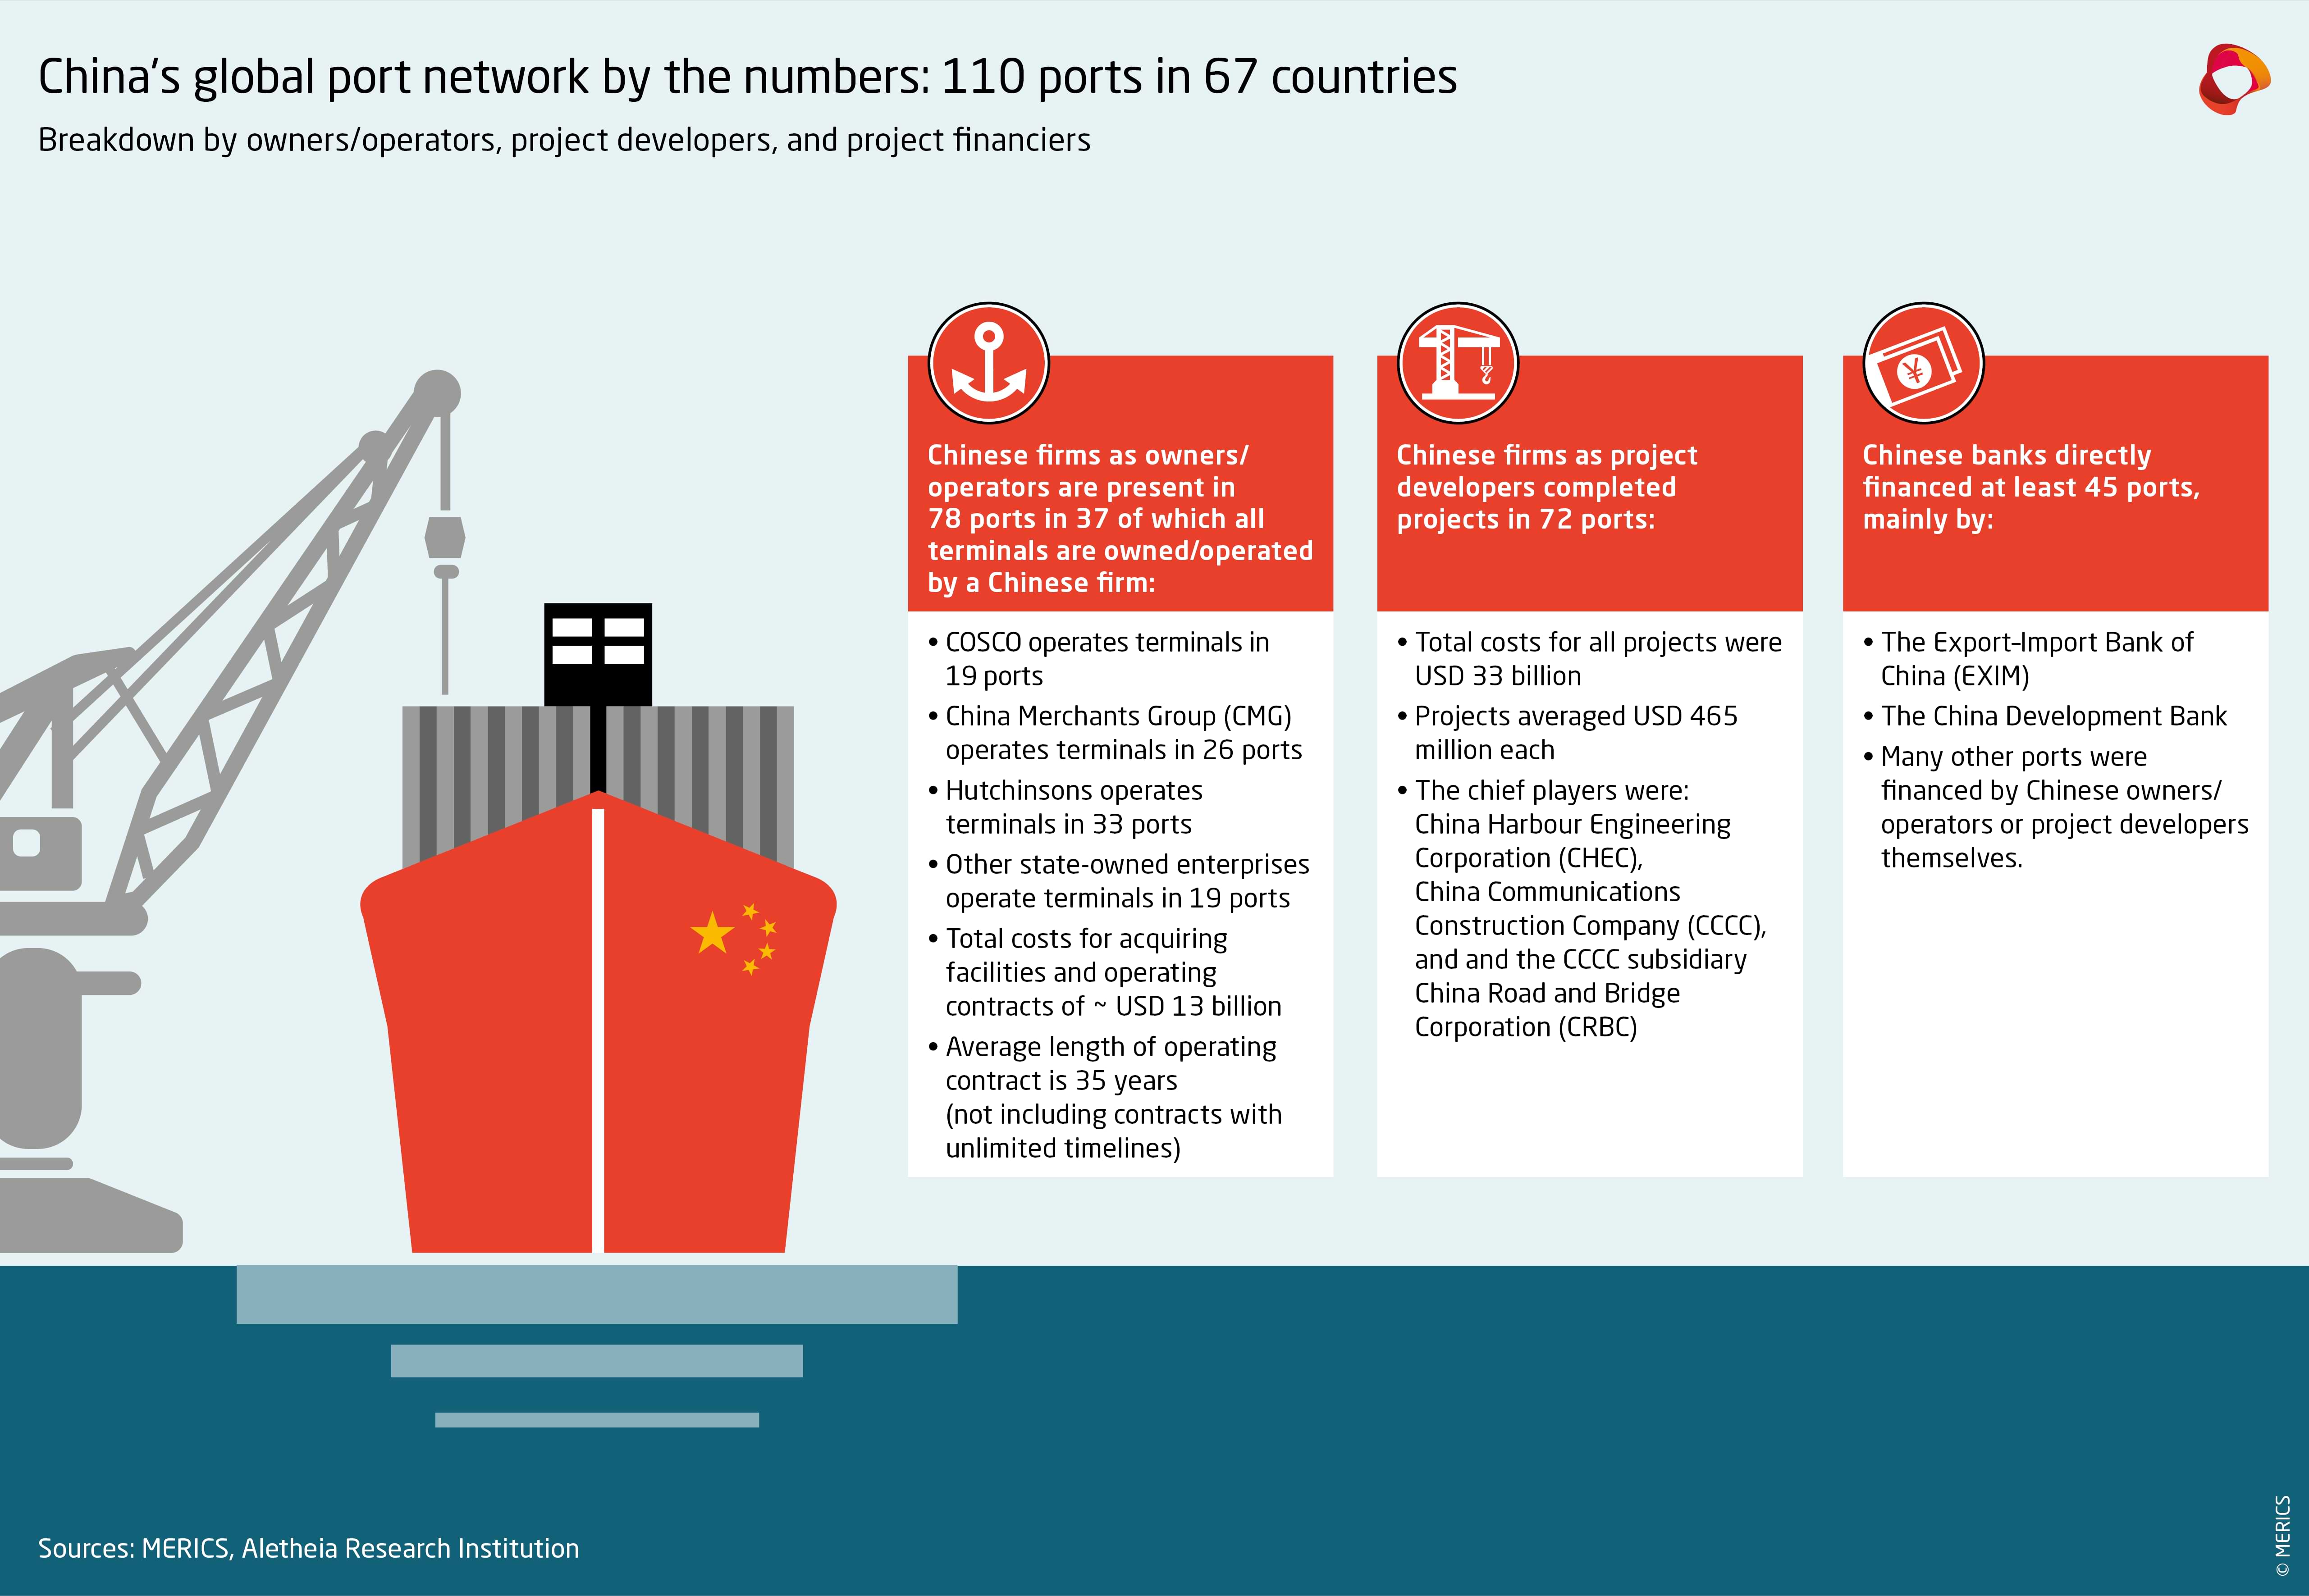 China's global port network by the numbers: 110 ports in 67 countries
Breakdown by owners/operators, project developers, and project financiers
Chinese firms as owners/
operators are present in
78 ports in 37 of which all
terminals are owned/operated
by a Chinese firm:
• COSCO operates terminals in
19 ports
• China Merchants Group (CMG)
operates terminals in 26 ports
• Hutchinsons operates
terminals in 33 ports
• Other state-owned enterprises
operate terminals in 19 ports
• Total costs for acquiring
facilities and operating
contracts of ~ USD 13 billion
• Average length of operating
contract is 35 years
(not including contracts with
unlimited timelines)
Chinese firms as project
developers completed
projects in 72 ports:
• Total costs for all projects were
USD 33 billion
• Projects averaged USD 465
million each
• The chief players were:
China Harbour Engineering
Corporation (CHEC),
China Communications
Construction Company (CCCC),
and and the CCCC subsidiary
China Road and Bridge
Corporation (CRBC)
¥
Chinese banks directly
financed at least 45 ports,
mainly by:
• The Export–Import Bank of
China (EXIM)
• The China Development Bank
• Many other ports were
financed by Chinese owners/
operators or project developers
themselves.
Sources: MERICS, Aletheia Research Institution
© MERICS